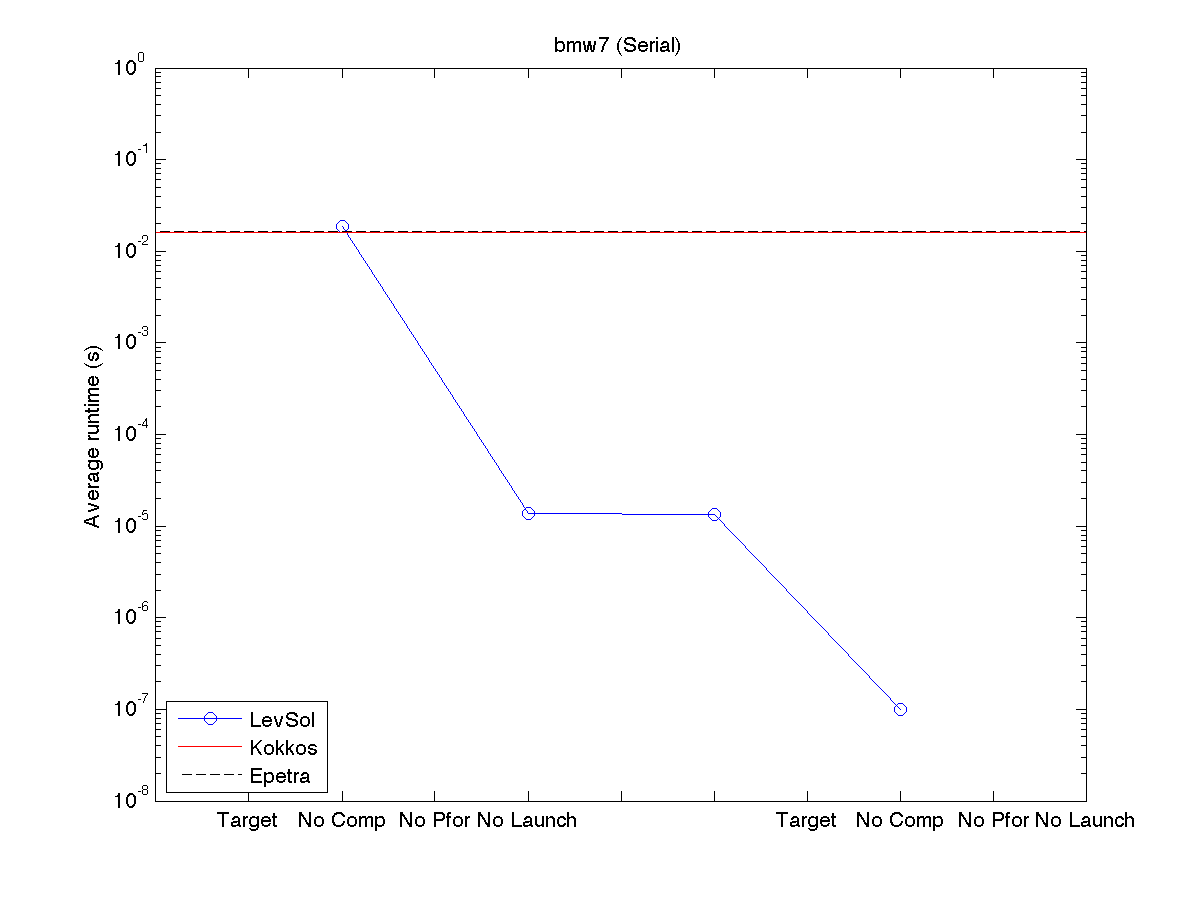 bmw7 (Serial)
10^0
10^-1
10^-2
10^-3
10^-4
10^-5
10^-6
10^-7
10^-8
Average runtime (s)
LevSol
Kokkos
Epetra
Target No Comp No Pfor No Launch Target No Comp No Pfor No Launch